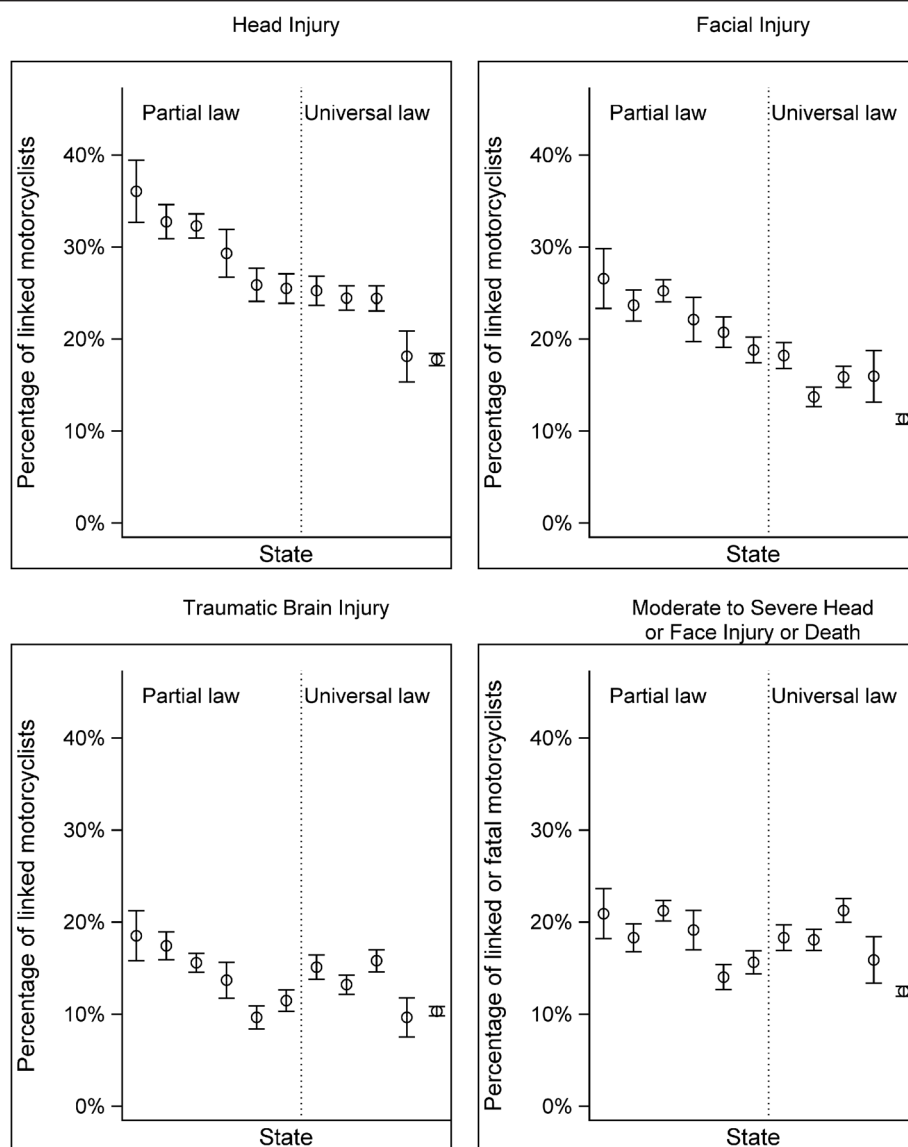 Head Injury
Percentage of linked motorcyclists
Partial law
Universal law
40%
30%
20%
10%
0%
State
Facial Injury
Percentage of linked motorcyclists
Partial law
Universal law
40%
30%
20%
10%
0%
State
Traumatic Brain Injury
Percentage of linked motorcyclists
Partial law
Universal law
40%
30%
20%
10%
0%
State
Moderate to Severe Head
or Face Injury or Death
Percentage of linked or fatal motorcyclists
Partial law
Universal law
40%
30%
20%
10%
0%
State